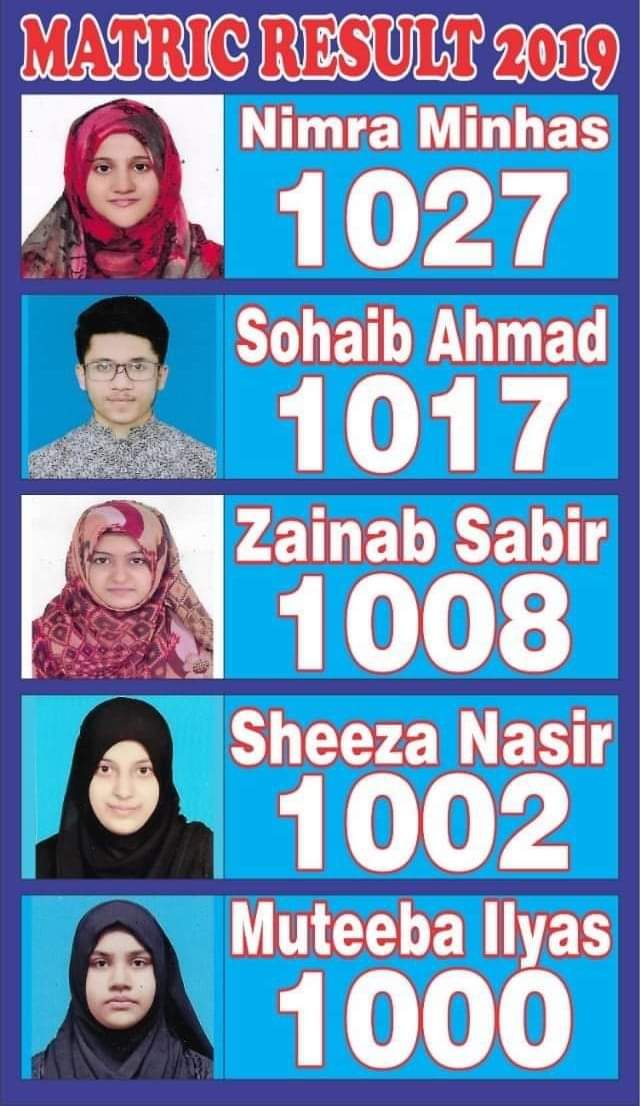 MATRIC RESULT 2019
Nimra Minhas
1027
Sohaib Ahmad
1017
Zainab Sabir
1008
Sheeza Nasir
1002
Muteeba Ilyas
1000